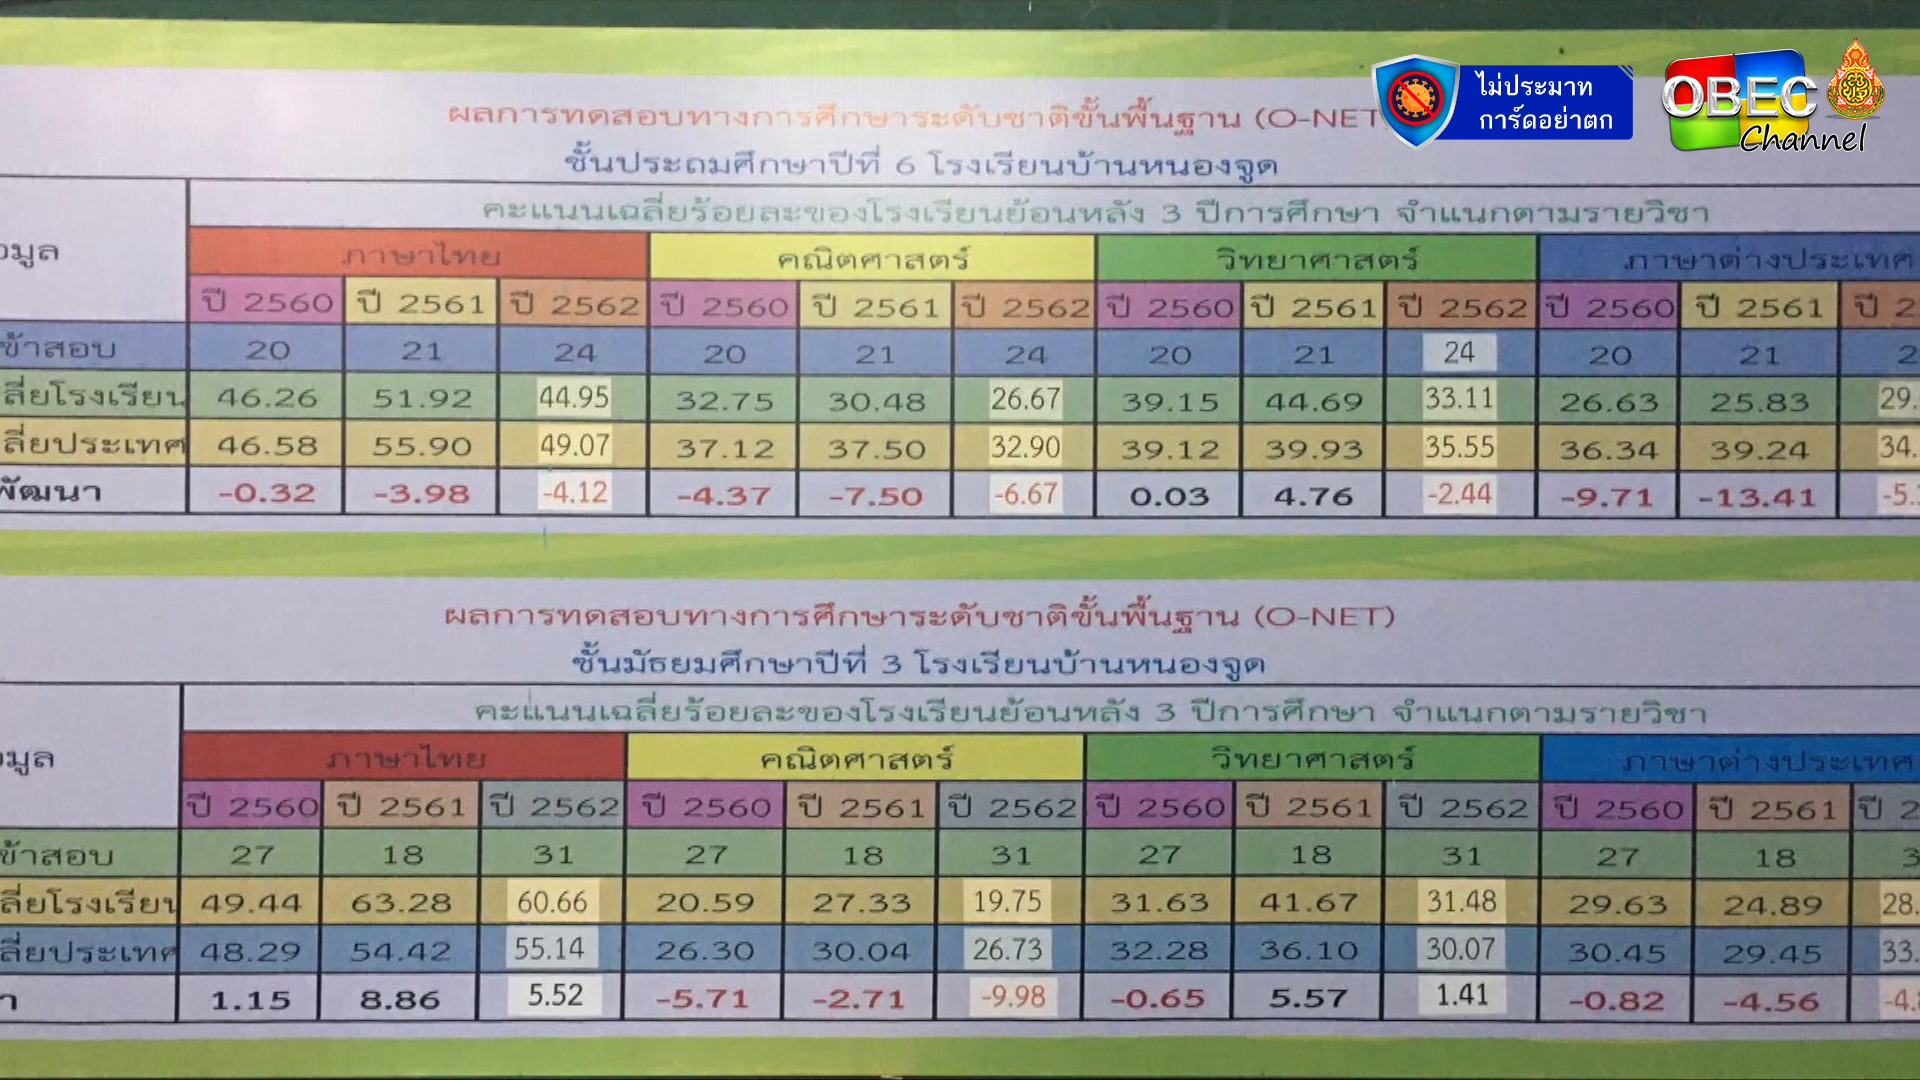 ไม่ประมาท
การ์ดอย่าตก
OBEC
Channel
ผลการทดสอบทางการศึกษาระดับชาติขั้นพื้นฐาน (O-NET
ชั้นประถมศึกษาปีที่ 6 โรงเรียนบ้านหนองจูด
คะแนนเฉลี่ยร้อยละของโรงเรียนย้อนหลัง 3 ปีการศึกษา จำแนกตามรายวิชา
มูล ภาษาไทย คณิตศาสตร์ วิทยาศาสตร์ ภาษาต่างประเทศ
ปี 2560 ปี 2561 ปี 2562 ปี 2560 ปี 2561 ปี 2562 ปี 2560 ปี 2561 ปี 2562 ปี 2560 ปี 2561 ปี 2
ข้าสอบ 20 21 24 20 21 24 20 21 24 20 21 2
ลี่ยโรงเรียน 46.26 51.92 44.95 32.75 30.48 26.67 39.15 44.69 33.11 26.63 25.83 29.
ลี่ยประเทศ 46.58 55.90 49.07 37.12 37.50 32.90 39.12 39.93 35.55 36.34 39.24 34.
พัฒนา -0.32 -3.98 -4.12 -4.37 -7.50 -6.67 0.03 4.76 -2.44 -9.71 -13.41 -5.
ผลการทดสอบทางการศึกษาระดับชาติขั้นพื้นฐาน (O-NET)
ชั้นมัธยมศึกษาปีที่ 3 โรงเรียนบ้านหนองจูด
คะแนนเฉลี่ยร้อยละของโรงเรียนย้อนหลัง 3 ปีการศึกษา จำแนกตามรายวิชา
มูล ภาษาไทย คณิตศาสตร์ วิทยาศาสตร์ ภาษาต่างประเทศ
ปี 2560 ปี 2561 ปี 2562 ปี 2560 ปี 2561 ปี 2562 ปี 2560 ปี 2561 ปี 2562 ปี 2560 ปี 2561 ปี 2
ข้าสอบ 27 18 31 27 18 31 27 18 31 27 18 3
ลี่ยโรงเรียน 49.44 63.28 60.66 20.59 27.33 19.75 31.63 41.67 31.48 29.63 24.89 28.
ลี่ยประเทศ 48.29 54.42 55.14 26.30 30.04 26.73 32.28 36.10 30.07 30.45 29.45 33.
า 1.15 8.86 5.52 -5.71 -2.71 -9.98 -0.65 5.57 1.41 -0.82 -4.56 -4.